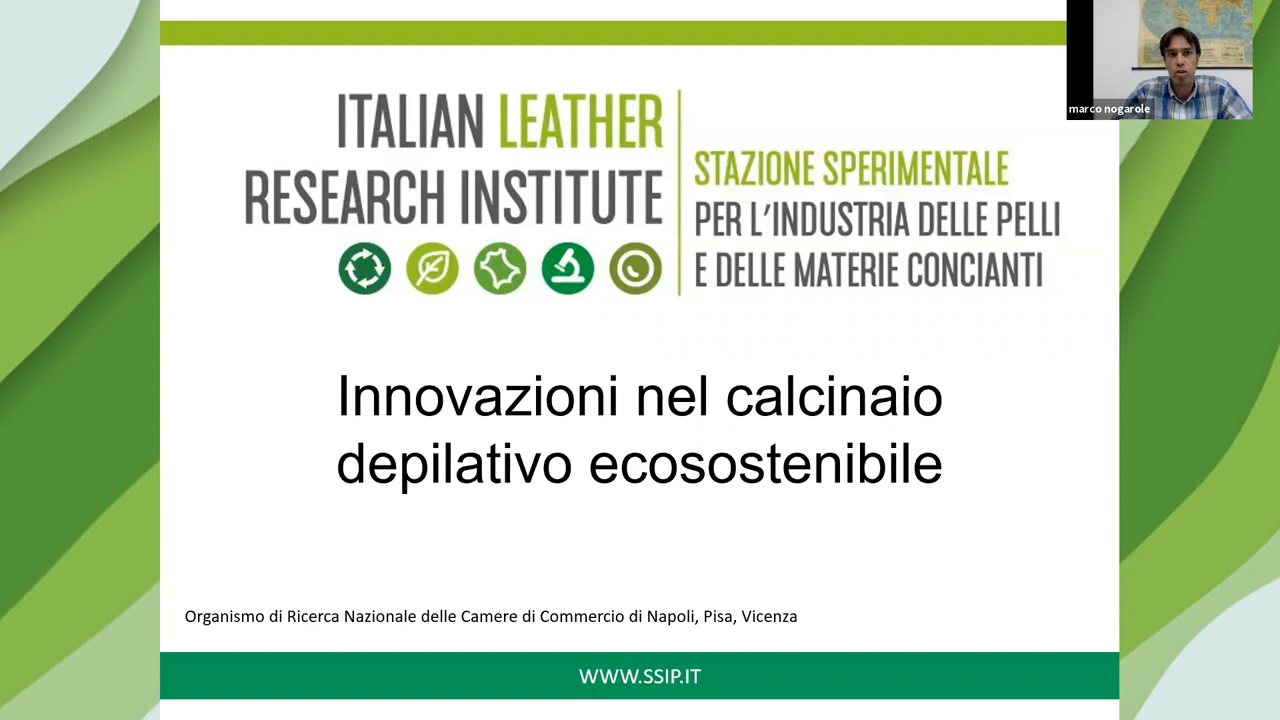 marco nogarole
ITALIAN LEATHER
RESEARCH INSTITUTE
STAZIONE SPERIMENTALE
PER L'INDUSTRIA DELLE PELLI
E DELLE MATERIE CONCIANTI
Innovazioni nel calcinaio
depilativo ecosostenibile
Organismo di Ricerca Nazionale delle Camere di Commercio di Napoli, Pisa, Vicenza
WWW.SSIP.IT